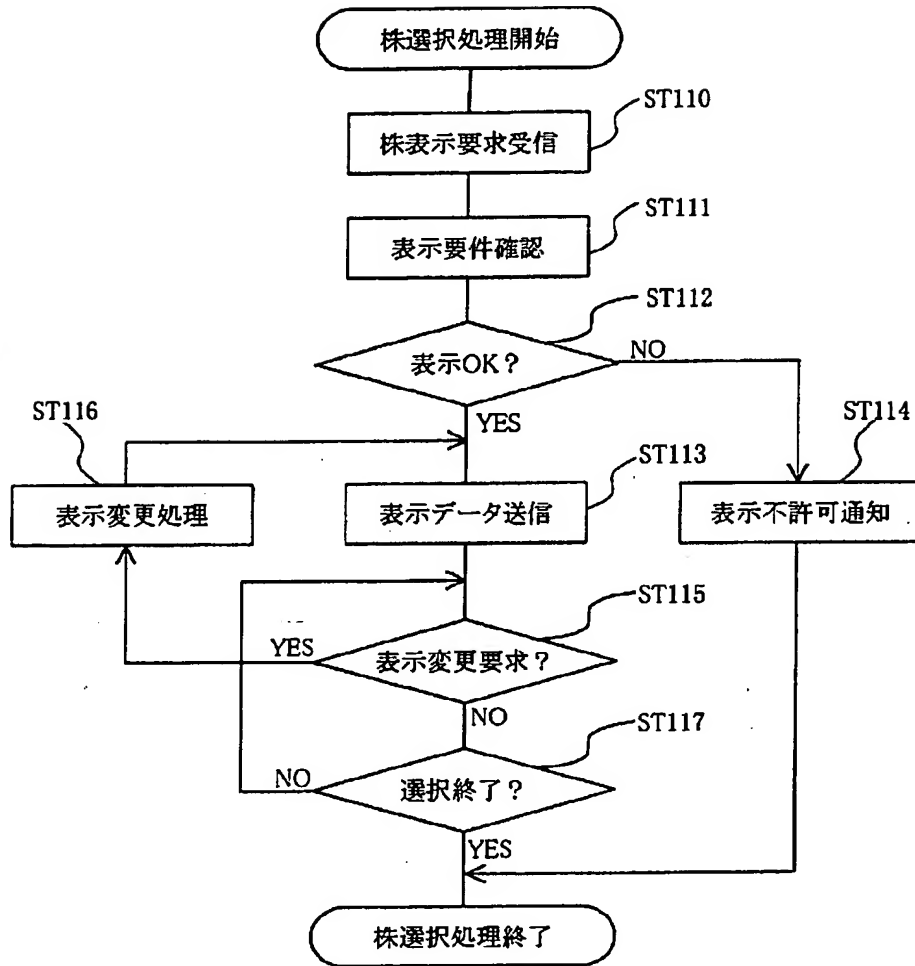 株選択処理開始
ST110
株表示要求受信
ST111
表示要件確認
ST112
表示OK?
NO
YES
ST116
ST114
ST113
表示変更処理
表示データ送信
表示不許可通知
ST115
YES
表示変更要求?
NO
ST117
NO
選択終了?
YES
株選択処理終了